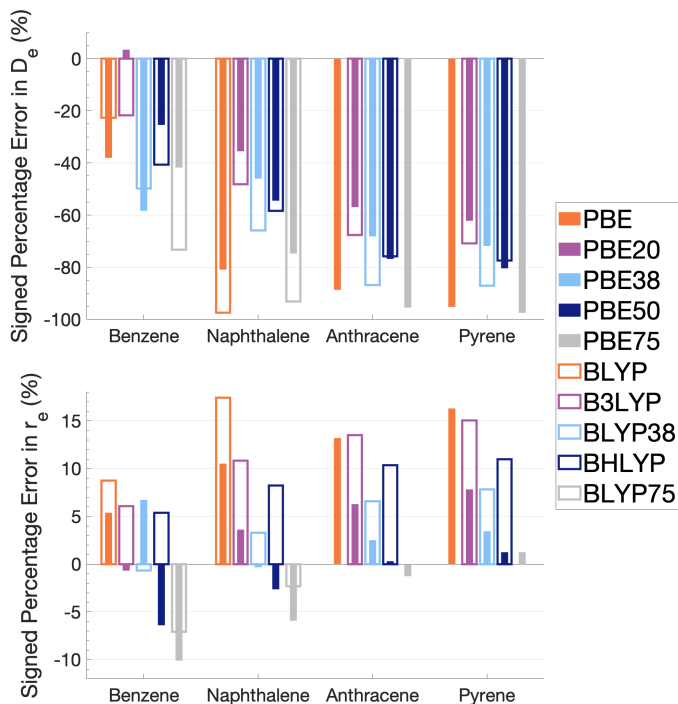 Signed Percentage Error in De (%)
0
-20
-40
-60
-80
-100
Benzene Naphthalene Anthracene Pyrene
PBE
PBE20
PBE38
PBE50
PBE75
BLYP
B3LYP
BLYP38
BHLYP
BLYP75
Signed Percentage Error in re (%)
15
10
5
0
-5
-10
Benzene Naphthalene Anthracene Pyrene